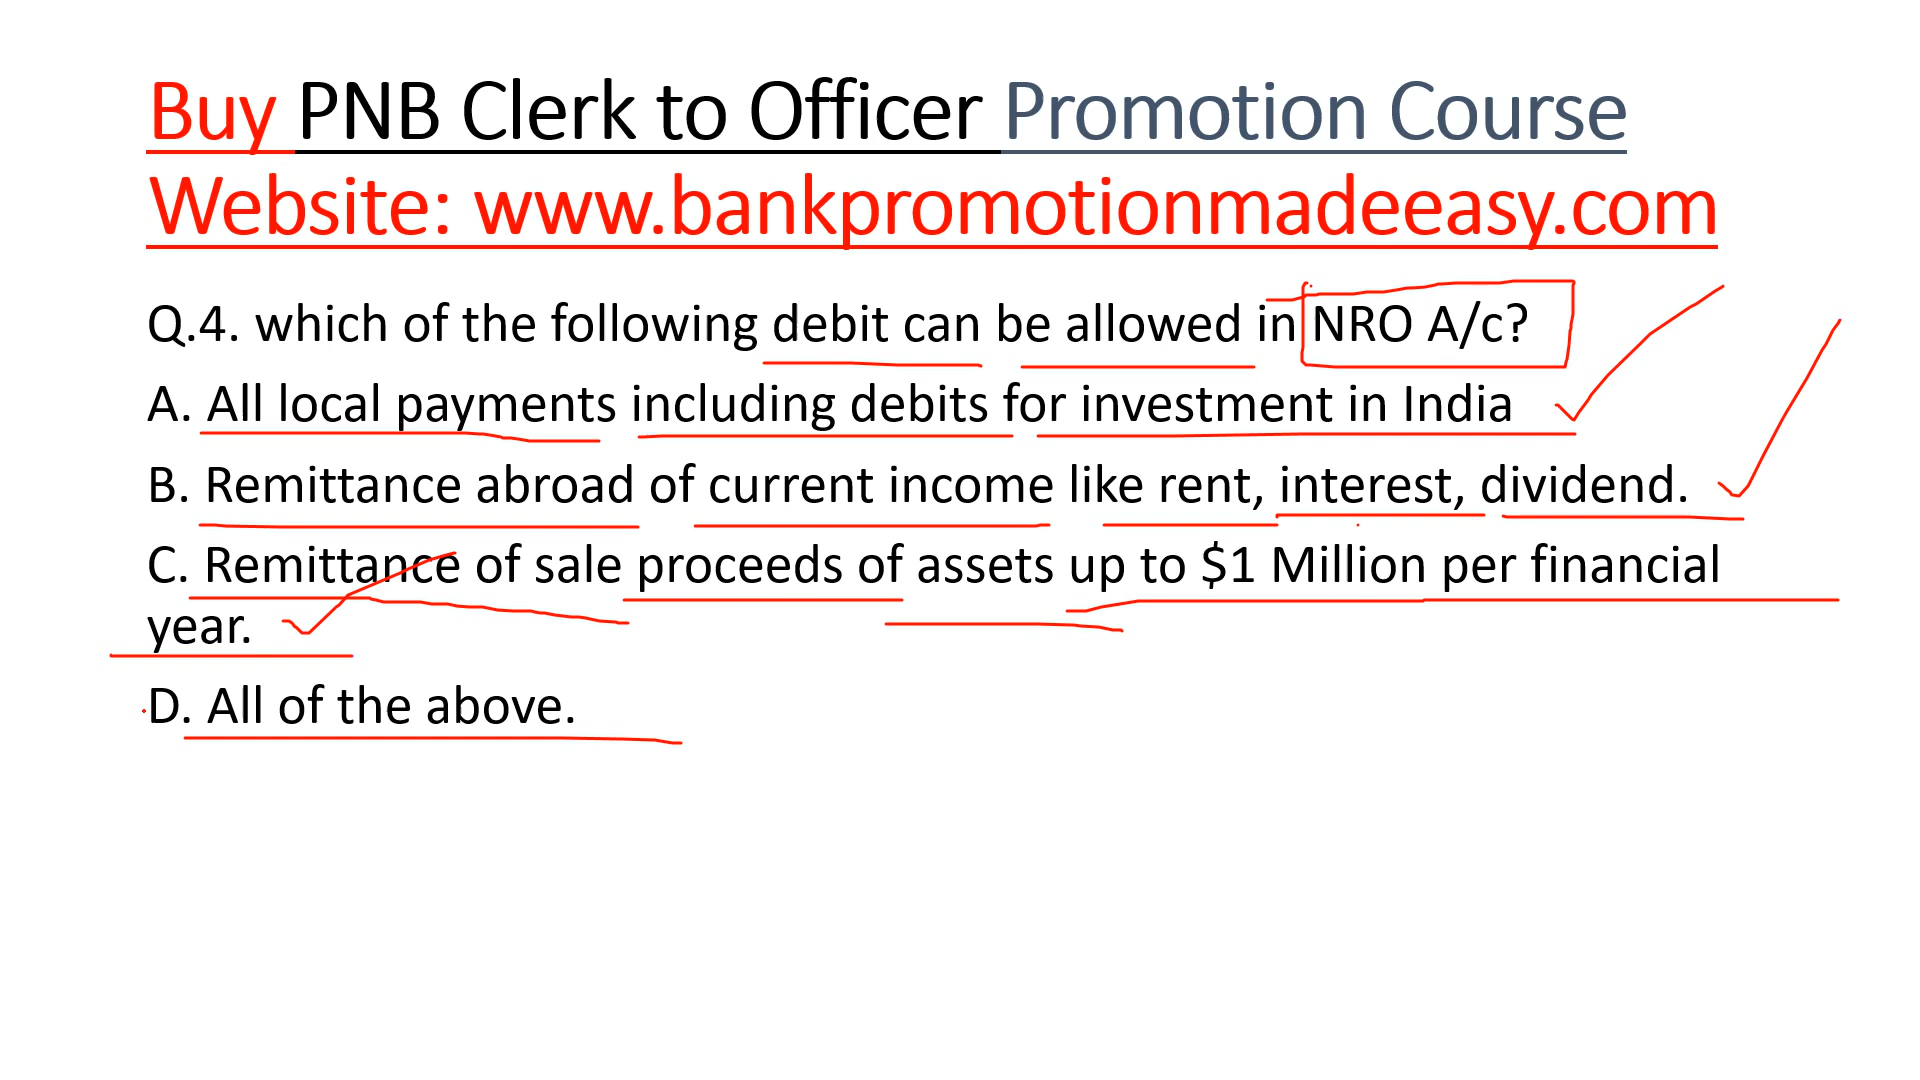 Buy PNB Clerk to Officer Promotion Course
Website: www.bankpromotionmadeeasy.com
Q.4. which of the following debit can be allowed in NRO A/c?
A. All local payments including debits for investment in India
B. Remittance abroad of current income like rent, interest, dividend.
C. Remittance of sale proceeds of assets up to $1 Million per financial
year.
D. All of the above.